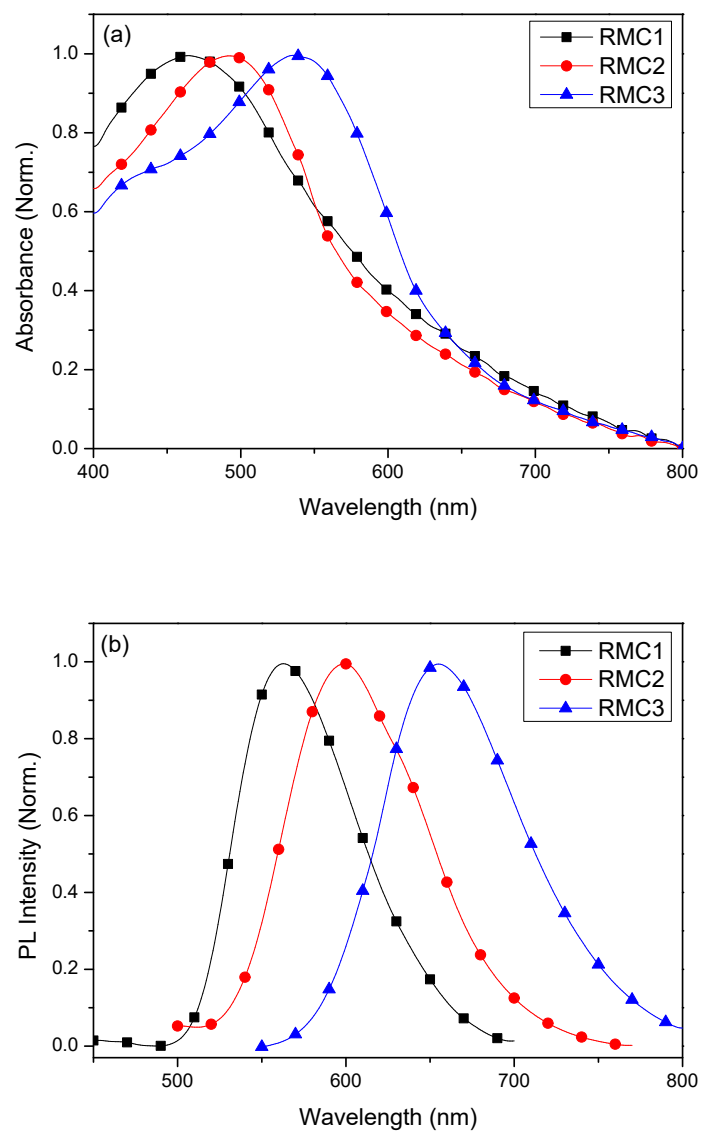 (a)
RMC1
RMC2
RMC3
Absorbance (Norm.)
1.0
0.8
0.6
0.4
0.2
0.0
400 500 600 700 800
Wavelength (nm)
(b)
RMC1
RMC2
RMC3
PL Intensity (Norm.)
1.0
0.8
0.6
0.4
0.2
0.0
500 600 700 800
Wavelength (nm)